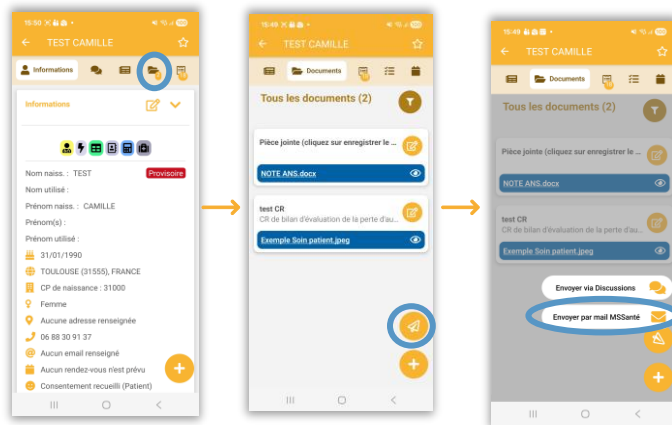 15:50
TEST CAMILLE
Informations
Informations
Nom naiss. : TEST
Provisoire
Nom utilisé :
Prénom naiss. : CAMILLE
Prénom(s) :
Prénom utilisé :
31/01/1990
TOULOUSE (31555), FRANCE
CP de naissance : 31000
Femme
Aucune adresse renseignée
06 88 30 91 37
Aucun email renseigné
Aucun rendez-vous n'est prévu
Consentement recueilli (Patient)
15:49
TEST CAMILLE
Documents
Tous les documents (2)
Pièce jointe (cliquez sur enregistrer le ...
NOTE ANS.docx
test CR
CR de bilan d'évaluation de la perte d'au...
Exemple Soin patient.jpeg
15:49
TEST CAMILLE
Documents
Tous les documents (2)
Pièce jointe (cliquez sur enregistrer le ...
NOTE ANS.docx
test CR
CR de bilan d'évaluation de la perte d'au...
Exemple Soin patient.jpeg
Envoyer via Discussions
Envoyer par mail MSSanté